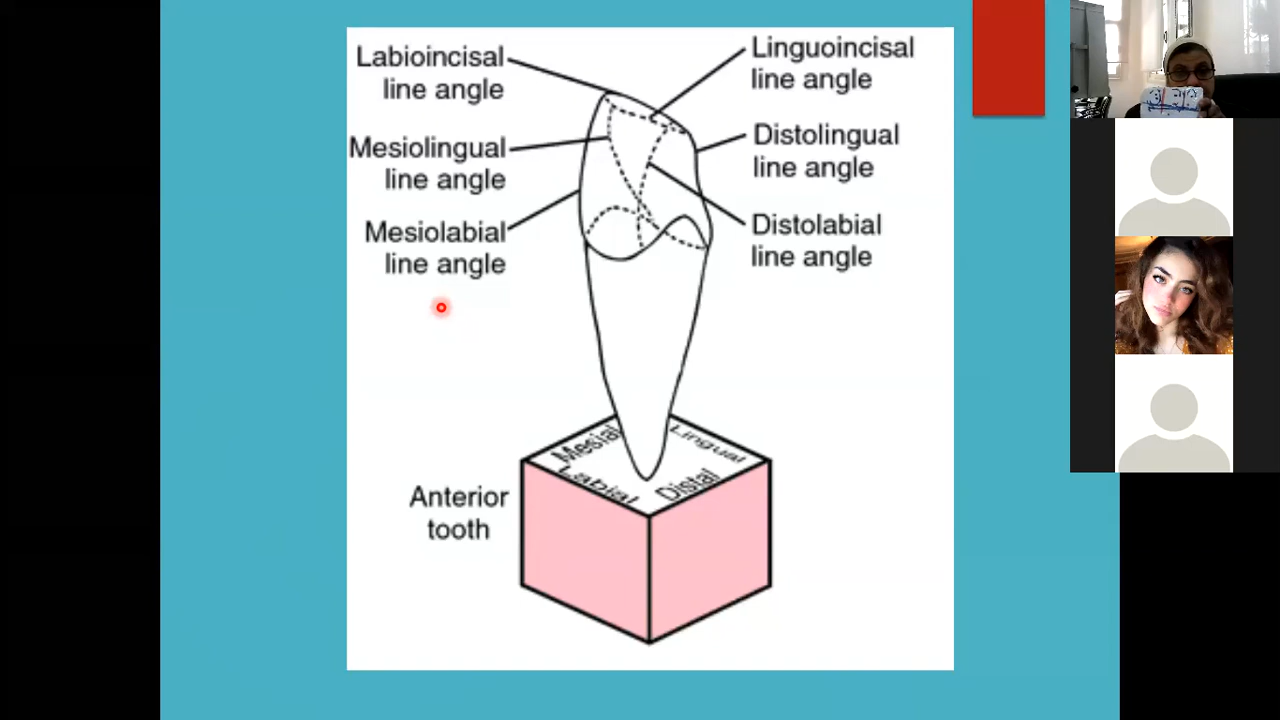 Labioincisal
line angle
Linguoincisal
line angle
Mesiolingual
line angle
Distolingual
line angle
Mesiolabial
line angle
Distolabial
line angle
Mesial
Lingual
Labial
Distal
Anterior
tooth